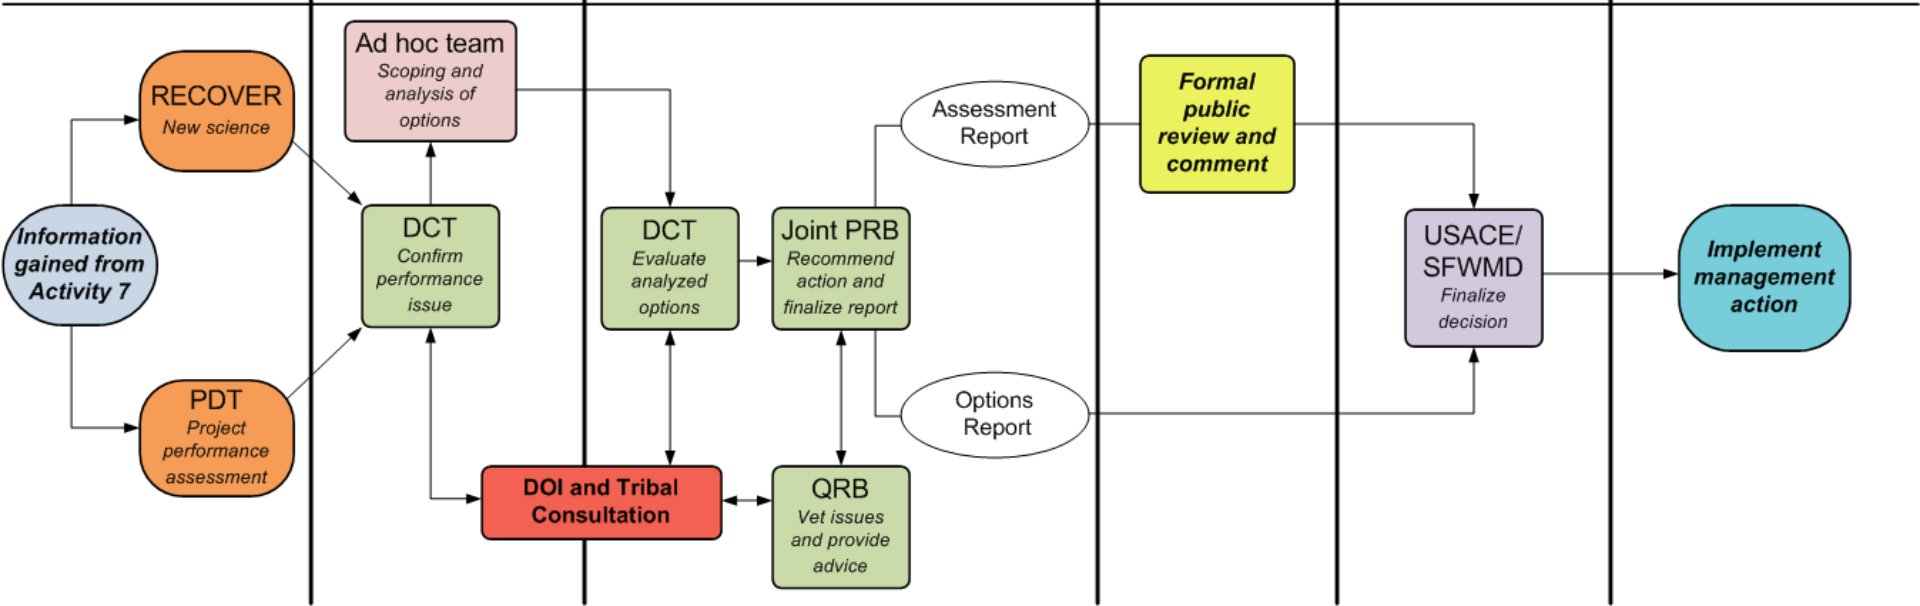 Information
gained from
Activity 7
RECOVER
New science
PDT
Project
performance
assessment
Ad hoc team
Scoping and
analysis of
options
DCT
Confirm
performance
issue
DOI and Tribal
Consultation
DCT
Evaluate
analyzed
options
Joint PRB
Recommend
action and
finalize report
QRB
Vet issues
and provide
advice
Assessment
Report
Options
Report
Formal
public
review and
comment
USACE/
SFWMD
Finalize
decision
Implement
management
action